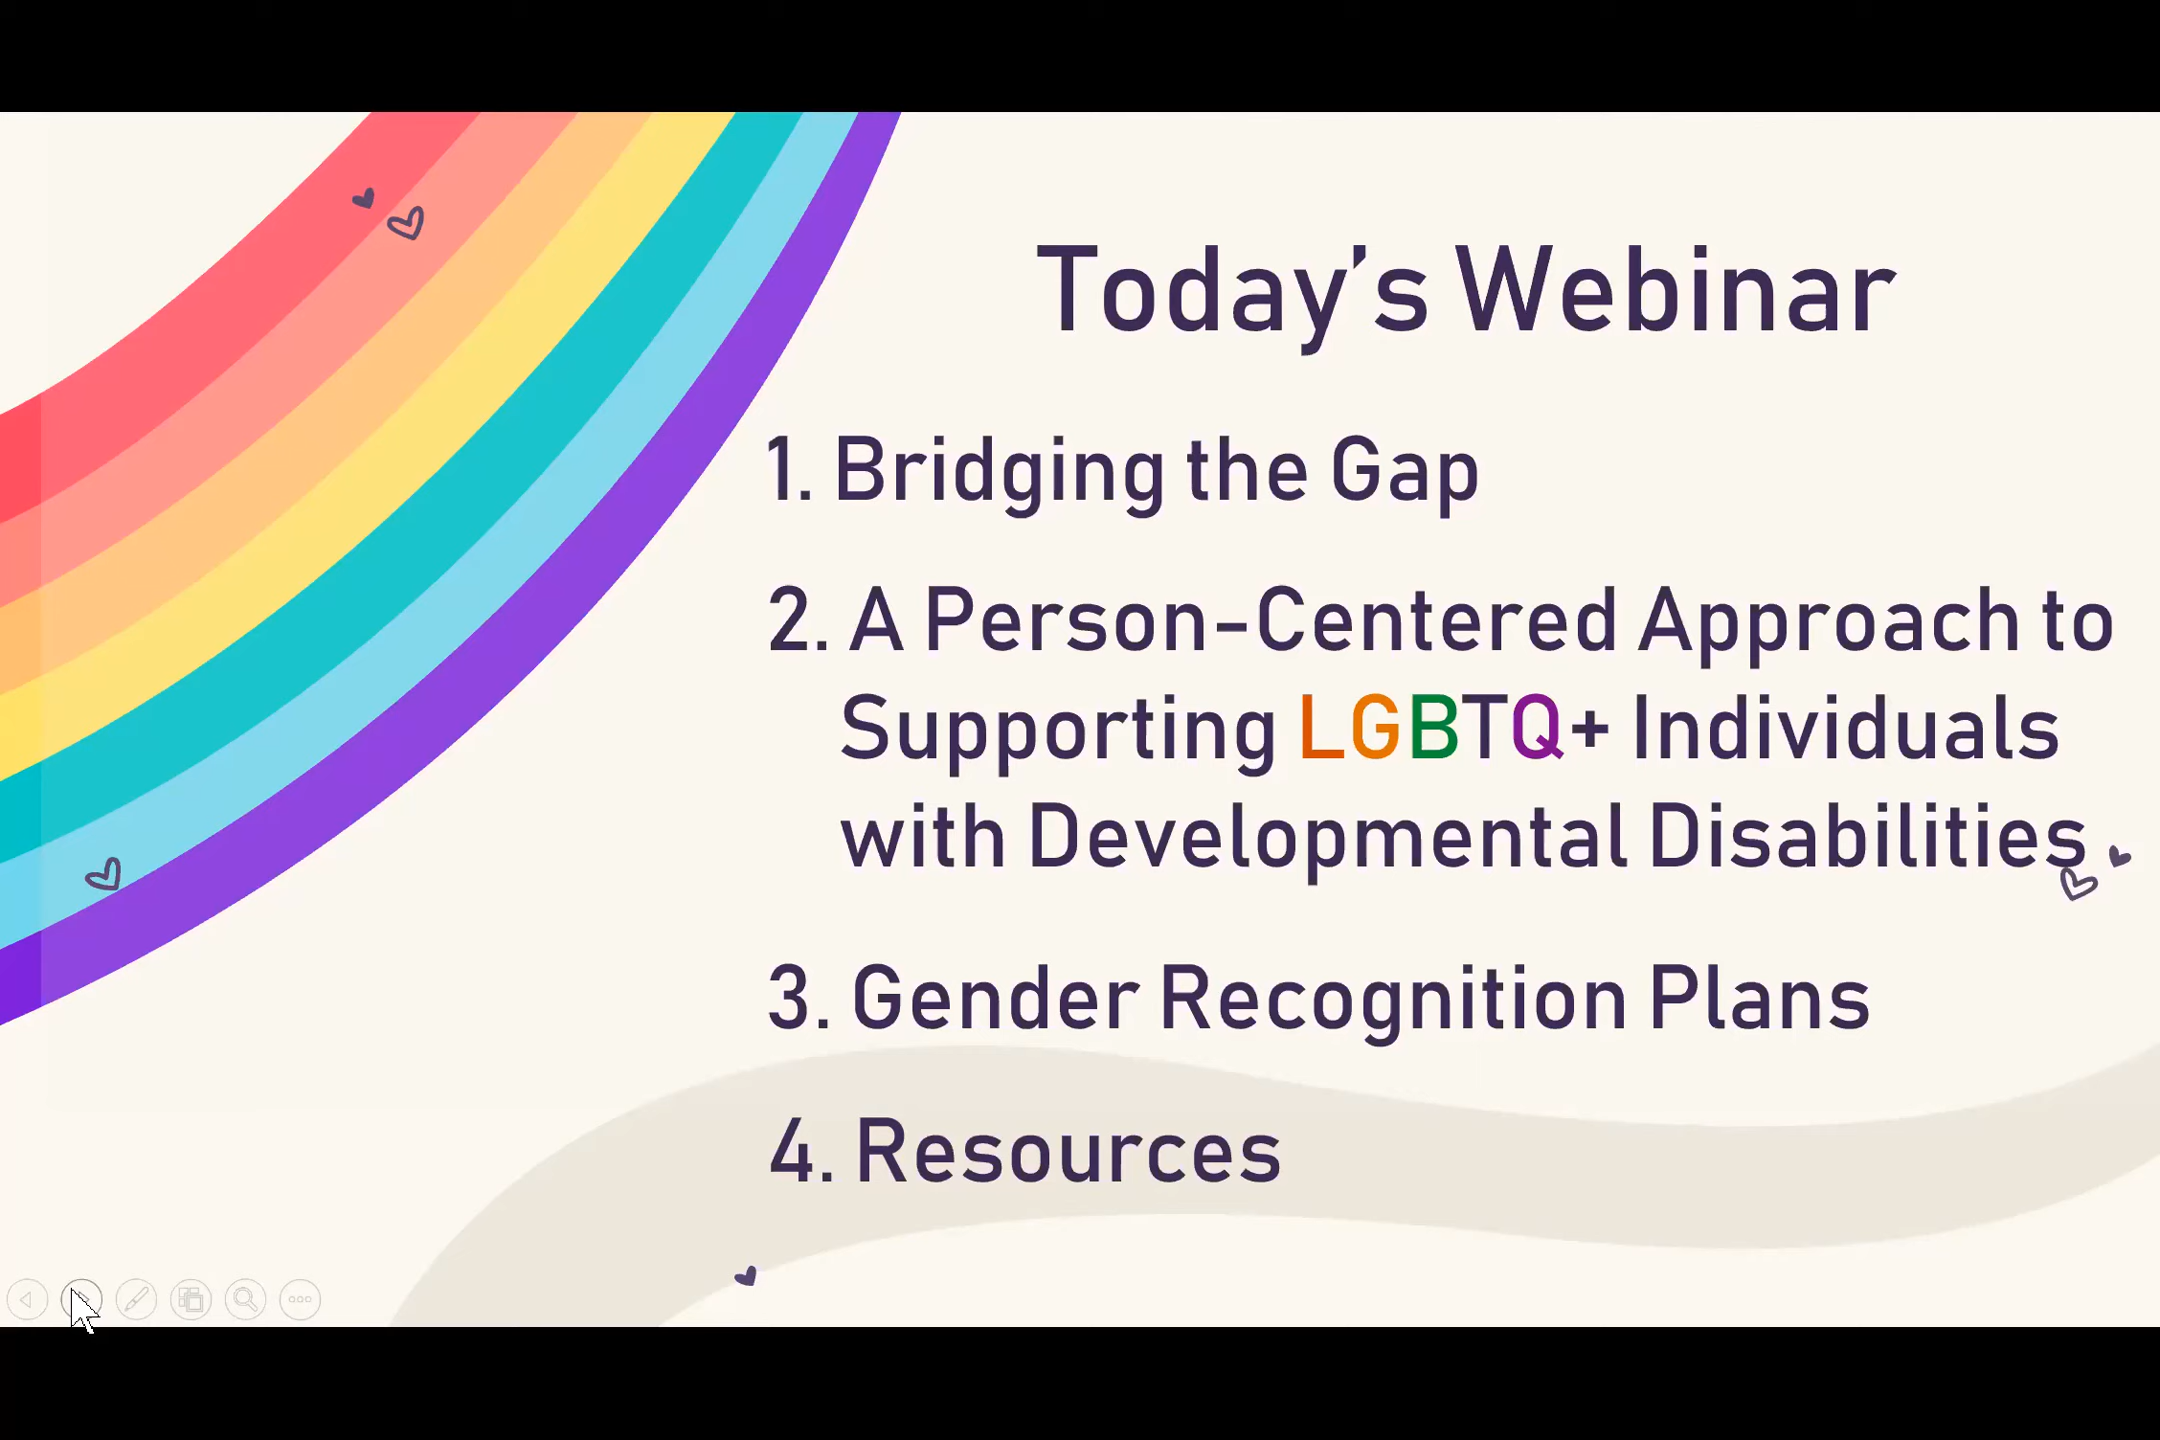 Today’s Webinar
1. Bridging the Gap
2. A Person-Centered Approach to
Supporting LGBTQ+ Individuals
with Developmental Disabilities
3. Gender Recognition Plans
4. Resources